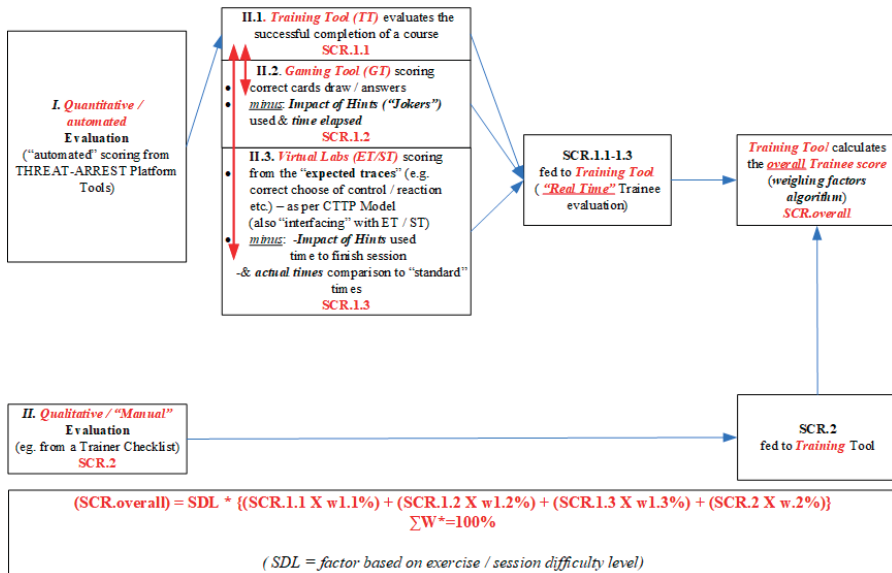 I. Quantitative /
automated
Evaluation
(“automated” scoring from
THREAT-ARREST Platform
Tools)
II.1. Training Tool (TT) evaluates the
successful completion of a course
SCR.1.1
II.2. Gaming Tool (GT) scoring
• correct cards draw / answers
• minus: Impact of Hints (“Jokers”)
used & time elapsed
SCR.1.2
II.3. Virtual Labs (ET/ST) scoring
• from the “expected traces” (e.g.
correct choose of control / reaction
etc.) – as per CTTP Model
(also “interfacing” with ET / ST)
• minus: -Impact of Hints used
time to finish session
-& actual times comparison to “standard”
times
SCR.1.3
SCR.1.1-1.3
fed to Training Tool
( “Real Time” Trainee
evaluation)
Training Tool calculates
the overall Trainee score
(weighing factors
algorithm)
SCR.overall
II. Qualitative / “Manual”
Evaluation
(eg. from a Trainer Checklist)
SCR.2
SCR.2
fed to Training Tool
(SCR.overall) = SDL * {(SCR.1.1 X w1.1%) + (SCR.1.2 X w1.2%) + (SCR.1.3 X w1.3%) + (SCR.2 X w.2%)}
∑W*=100%
( SDL = factor based on exercise / session difficulty level)